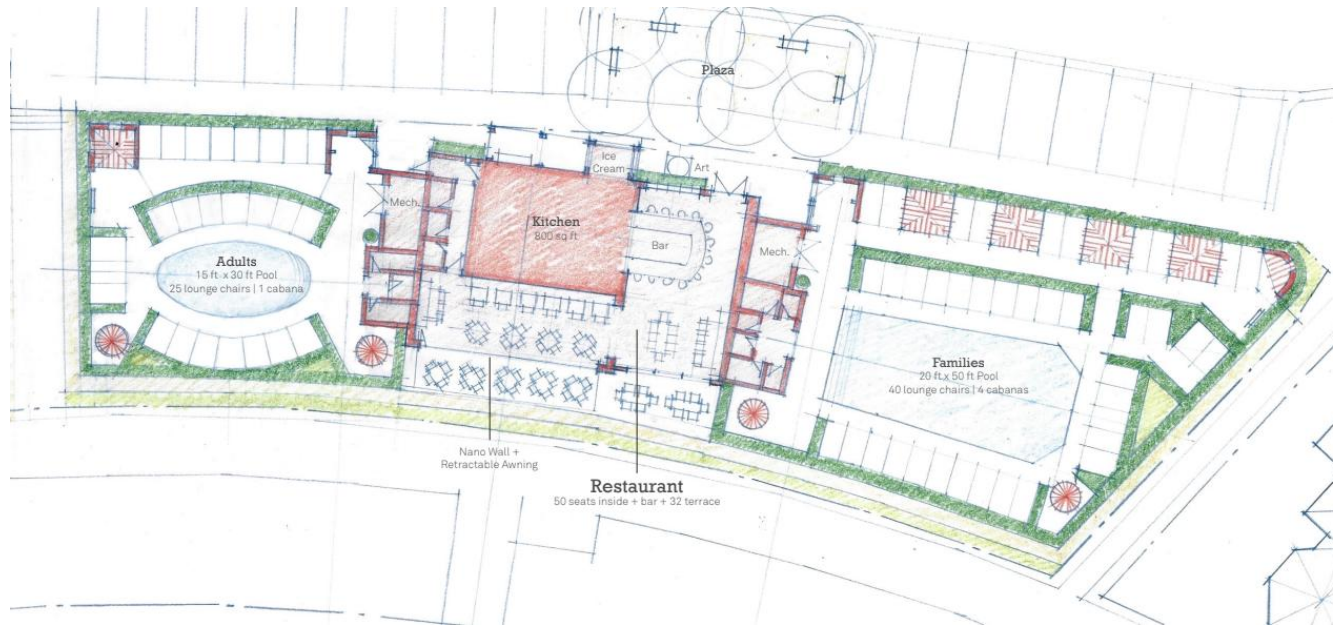 Plaza
Ice
Cream
Art
Mech.
Kitchen
800 sq ft
Bar
Mech.
Adults
15 ft x 30 ft Pool
25 lounge chairs | 1 cabana
Families
20 ft x 50 ft Pool
40 lounge chairs | 4 cabanas
Nano Wall +
Retractable Awning
Restaurant
50 seats inside + bar + 32 terrace